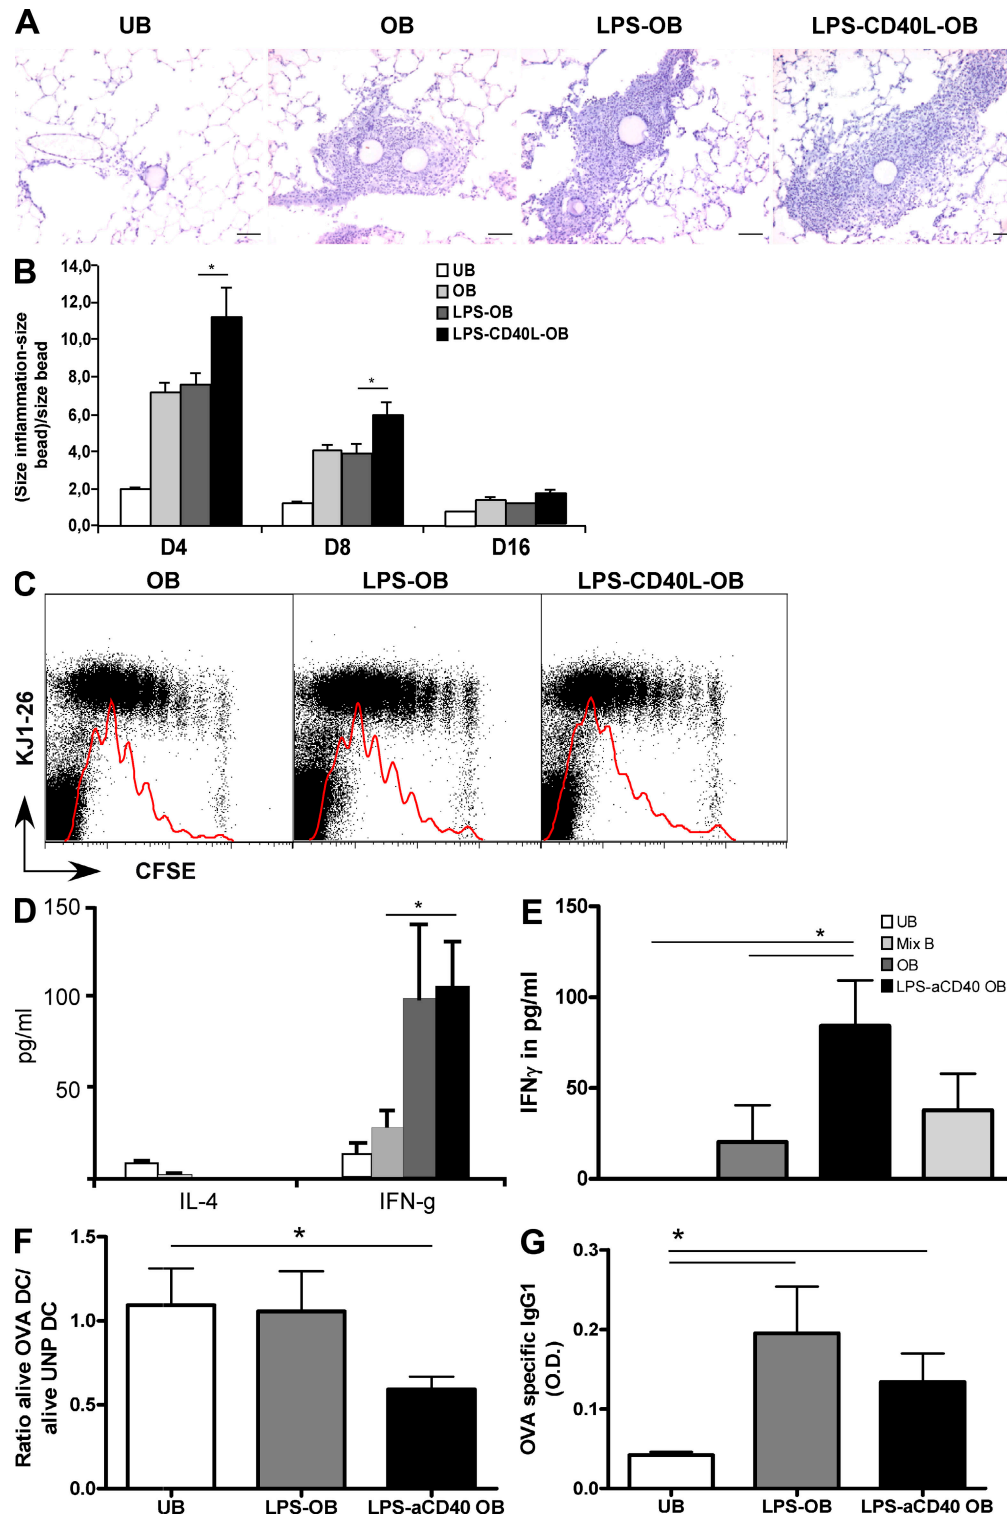 A UB OB LPS-OB LPS-CD40L-OB
B
14,0
12,0
10,0
8,0
6,0
4,0
2,0
0,0
(Size inflammation-size
bead)/size bead
*
*
UB
OB
LPS-OB
LPS-CD40L-OB
D4 D8 D16
C OB LPS-OB LPS-CD40L-OB
KJ1-26
CFSE
D
150
100
50
pg/ml
*
IL-4 IFN-g
E
150
100
50
0
IFNγ in pg/ml
*
UB
Mix B
OB
LPS-aCD40 OB
F
1.5
1.0
0.5
0.0
Ratio alive OVA DC/
alive UNP DC
*
UB LPS-OB LPS-aCD40 OB
G
0.3
0.2
0.1
0.0
OVA specific IgG1
(O.D.)
*
UB LPS-OB LPS-aCD40 OB